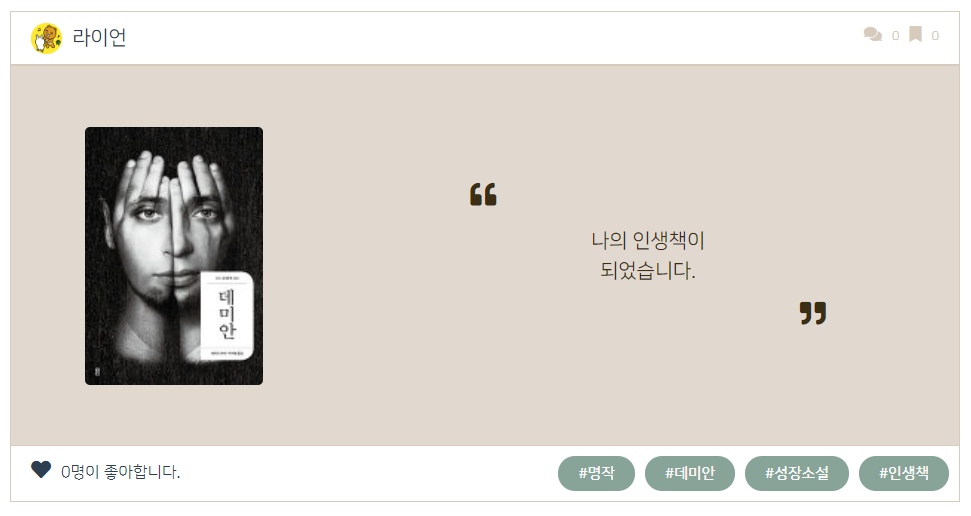 라이언
0
0
데미안
나의 인생책이
되었습니다.
0명이 좋아합니다.
#명작
#데미안
#성장소설
#인생책